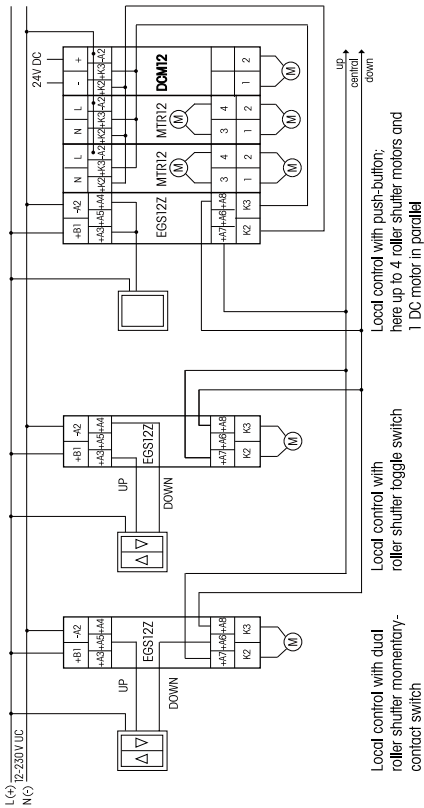 L (+)
12-230 V UC
N (-)
+B1 -A2
+A3+A5+A4
EGS12Z
+A7+A6+A8
K2 K3
M
UP
DOWN
Local control with dual
roller shutter momentary-
contact switch
+B1 -A2
+A3+A5+A4
EGS12Z
+A7+A6+A8
K2 K3
M
UP
DOWN
Local control with
roller shutter toggle switch
+B1 -A2
+A3+A5+A4
EGS12Z
+A7+A6+A8
K2 K3
N L
+K2+K3-A2
MTR12
M
3 4
1 2
M
N L
+K2+K3-A2
MTR12
M
3 4
1 2
M
24V DC
- +
+K2+K3-A2
DCM12
1 2
M
up
central
down
Local control with push-button;
here up to 4 roller shutter motors and
1 DC motor in parallel